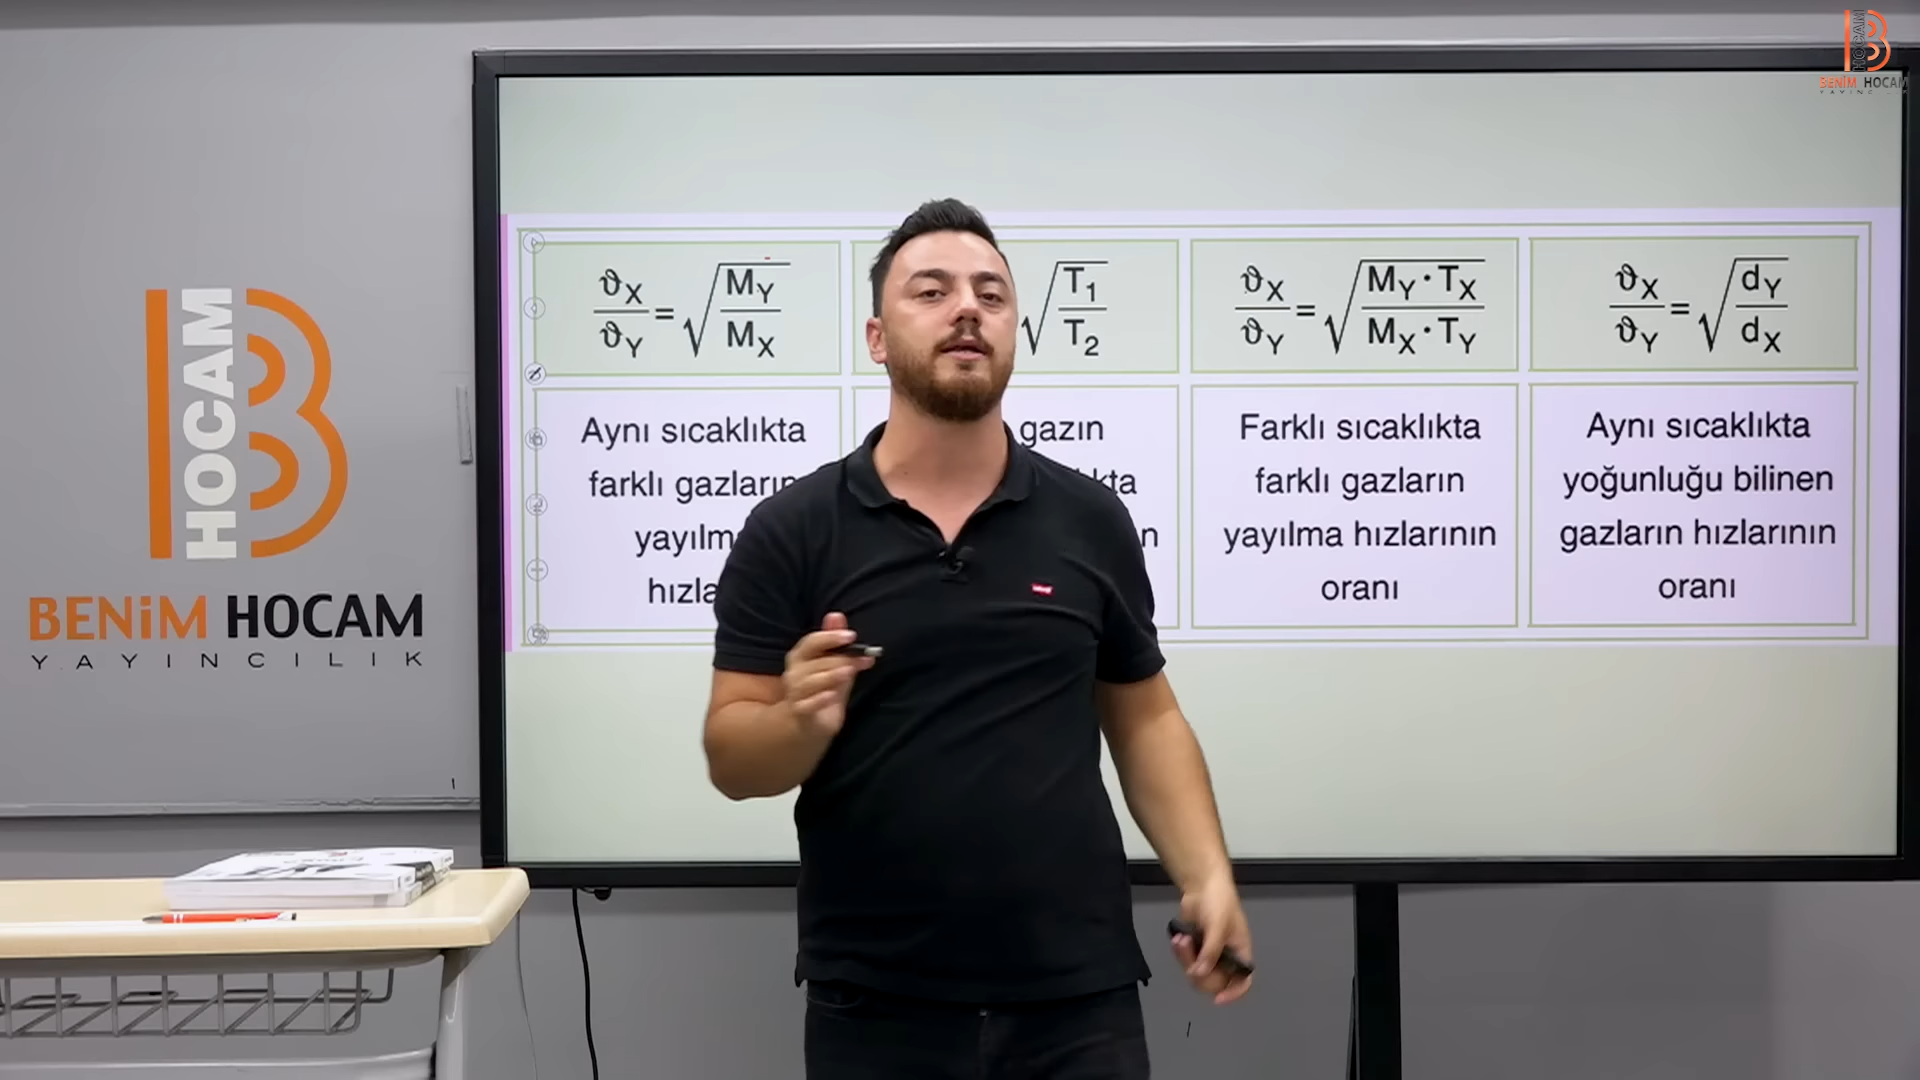 BENİM HOCAM
HOCAM
BENiM HOCAM
YAYINCILIK
ϑX / ϑY = √(MY / MX)
√(T1 / T2)
ϑX / ϑY = √(MY · TX / MX · TY)
ϑX / ϑY = √(dY / dX)
Aynı sıcaklıkta
farklı gazların
gazın
Farklı sıcaklıkta
farklı gazların
yayılma hızlarının
oranı
Aynı sıcaklıkta
yoğunluğu bilinen
gazların hızlarının
oranı